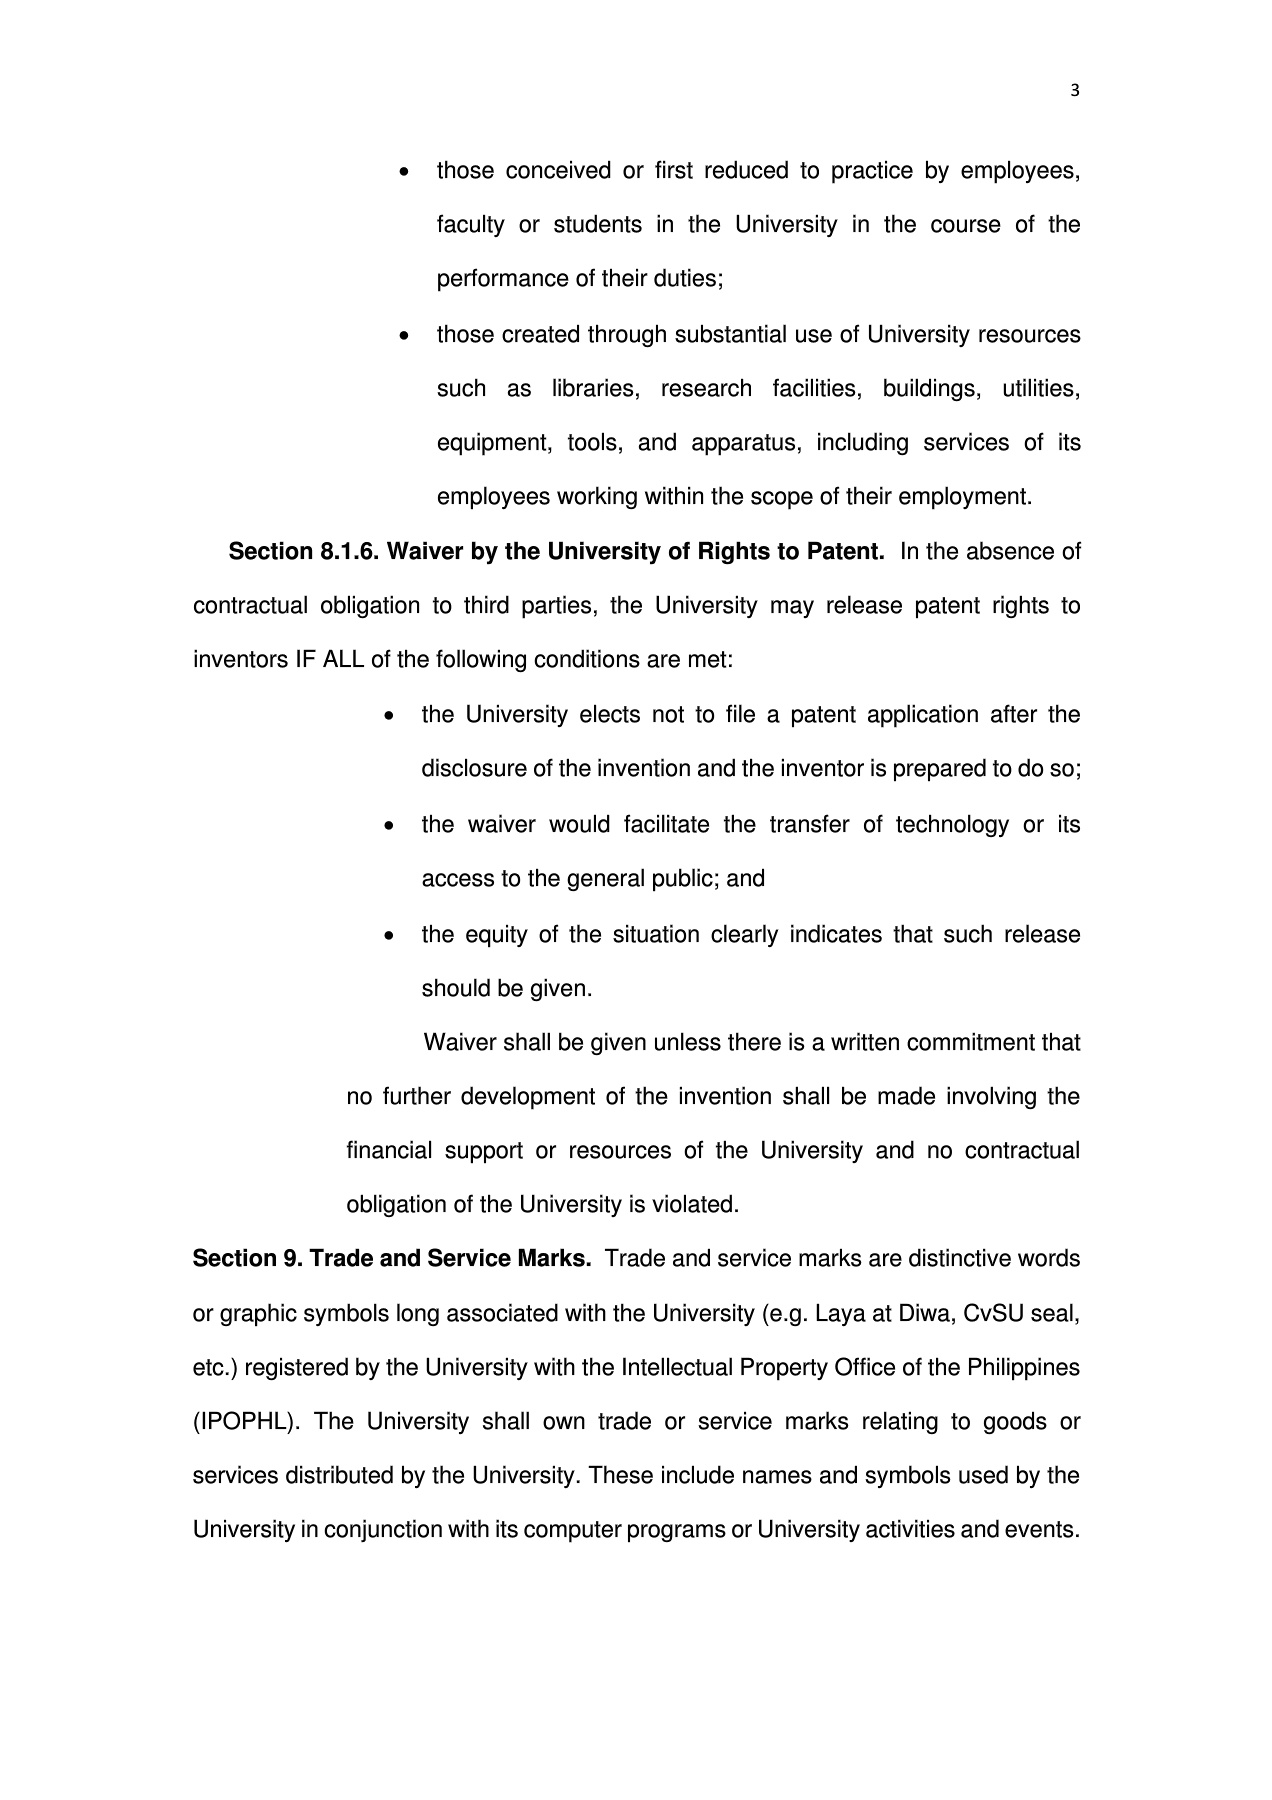 3
• those conceived or first reduced to practice by employees,
faculty or students in the University in the course of the
performance of their duties;
• those created through substantial use of University resources
such as libraries, research facilities, buildings, utilities,
equipment, tools, and apparatus, including services of its
employees working within the scope of their employment.
Section 8.1.6. Waiver by the University of Rights to Patent. In the absence of
contractual obligation to third parties, the University may release patent rights to
inventors IF ALL of the following conditions are met:
• the University elects not to file a patent application after the
disclosure of the invention and the inventor is prepared to do so;
• the waiver would facilitate the transfer of technology or its
access to the general public; and
• the equity of the situation clearly indicates that such release
should be given.
Waiver shall be given unless there is a written commitment that
no further development of the invention shall be made involving the
financial support or resources of the University and no contractual
obligation of the University is violated.
Section 9. Trade and Service Marks. Trade and service marks are distinctive words
or graphic symbols long associated with the University (e.g. Laya at Diwa, CvSU seal,
etc.) registered by the University with the Intellectual Property Office of the Philippines
(IPOPHL). The University shall own trade or service marks relating to goods or
services distributed by the University. These include names and symbols used by the
University in conjunction with its computer programs or University activities and events.